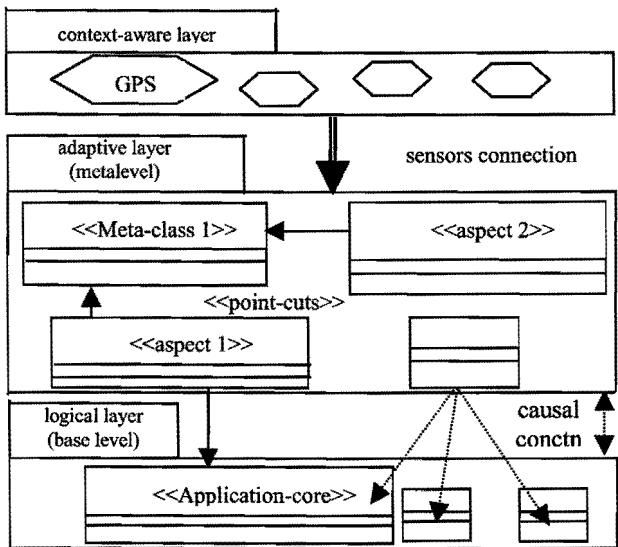 context-aware layer
GPS
adaptive layer
(metalevel)
sensors connection
<<Meta-class 1>>
<<aspect 2>>
<<point-cuts>>
<<aspect 1>>
logical layer
(base level)
causal
conctn
<<Application-core>>